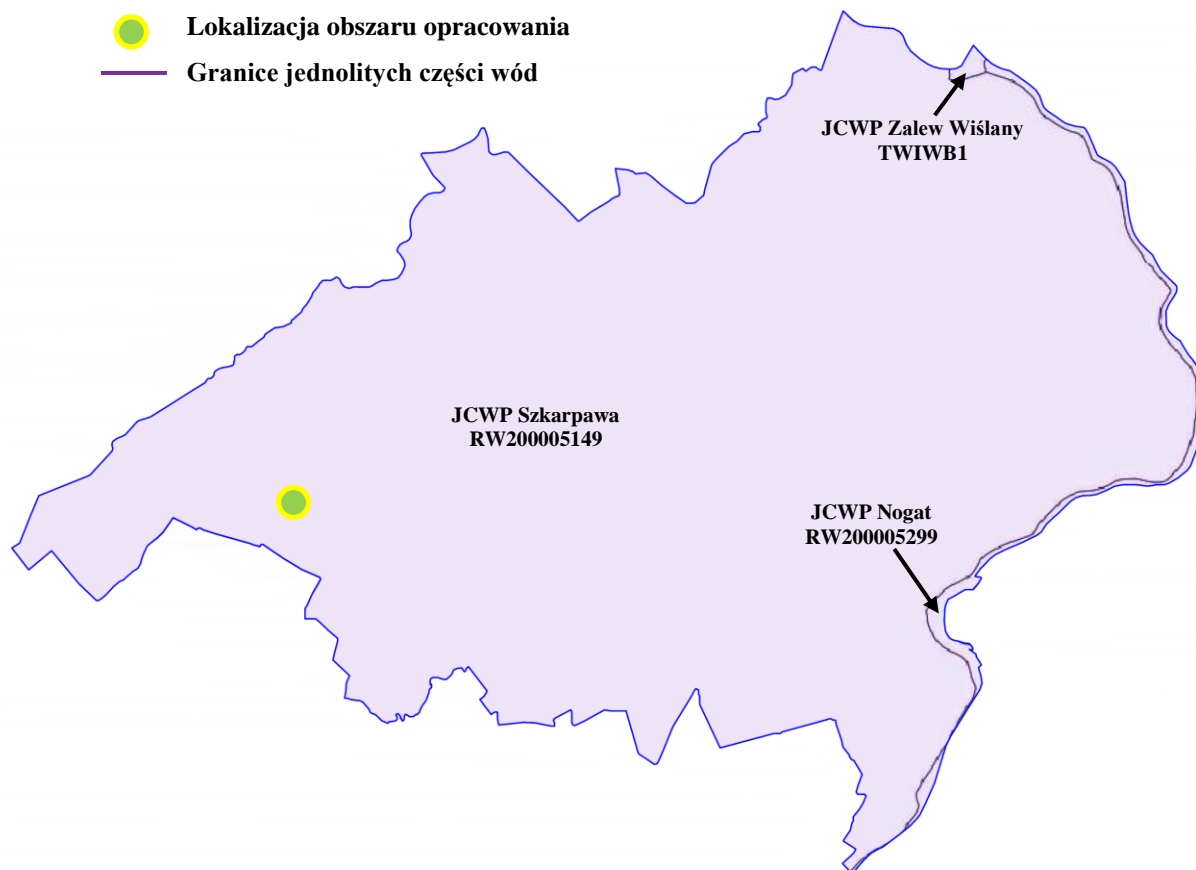 Lokalizacja obszaru opracowania
Granice jednolitych części wód
JCWP Zalew Wiślany
TWIWB1
JCWP Szkarpawa
RW200005149
JCWP Nogat
RW200005299